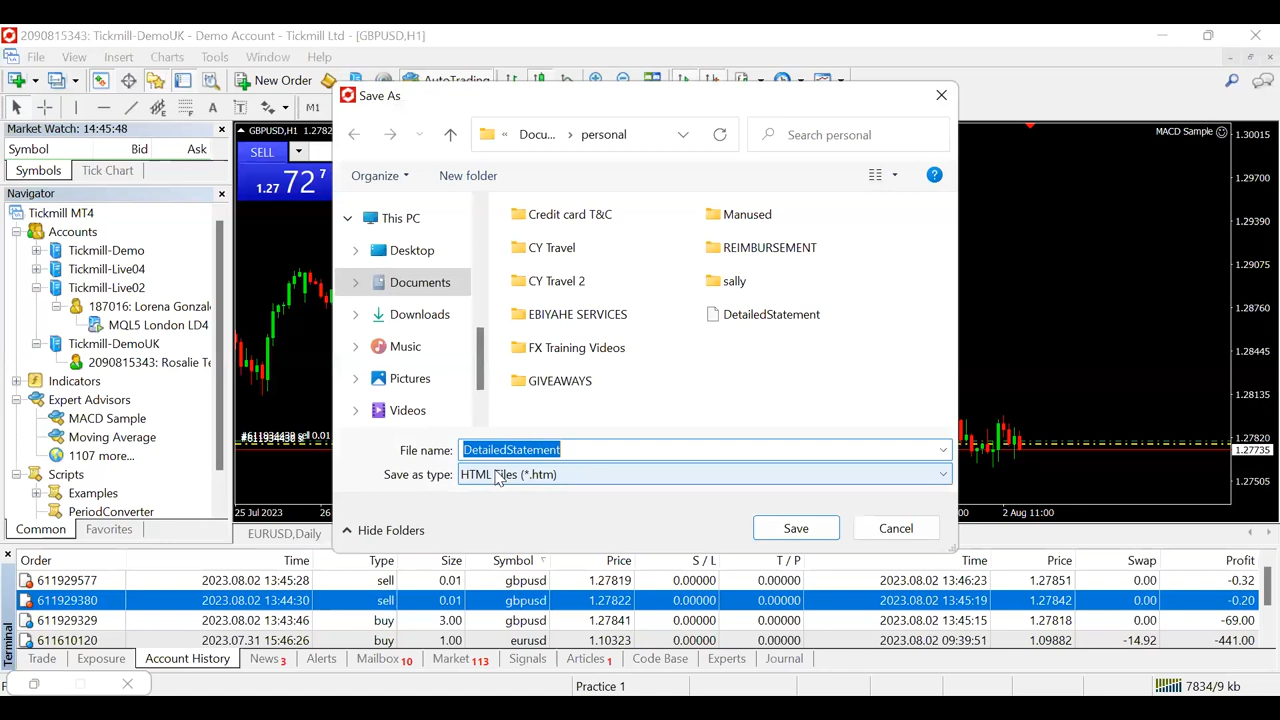 2090815343: Tickmill-DemoUK - Demo Account - Tickmill Ltd - [GBPUSD,H1]
File View Insert Charts Tools Window Help
New Order AutoTrading
A T M1
Market Watch: 14:45:48
Symbol Bid Ask
Symbols Tick Chart
Navigator
Tickmill MT4
Accounts
Tickmill-Demo
Tickmill-Live04
Tickmill-Live02
187016: Lorena Gonzal
MQL5 London LD4
Tickmill-DemoUK
2090815343: Rosalie Te
Indicators
Expert Advisors
MACD Sample
Moving Average
1107 more...
Scripts
Examples
PeriodConverter
Common Favorites
GBPUSD,H1 1.2782
SELL
1.27 72 7
#611934430 sell 0.01
25 Jul 2023 26
EURUSD,Daily
Save As
« Docu... › personal
Search personal
Organize New folder
This PC
Desktop
Documents
Downloads
Music
Pictures
Videos
Credit card T&C
CY Travel
CY Travel 2
EBIYAHE SERVICES
FX Training Videos
GIVEAWAYS
Manused
REIMBURSEMENT
sally
DetailedStatement
File name: DetailedStatement
Save as type: HTML Files (*.htm)
Hide Folders Save Cancel
MACD Sample
1.30015
1.29700
1.29390
1.29075
1.28760
1.28445
1.28135
1.27820
1.27735
1.27505
:00 2 Aug 11:00
Order Time Type Size Symbol Price S / L T / P Time Price Swap Profit
611929577 2023.08.02 13:45:28 sell 0.01 gbpusd 1.27819 0.00000 0.00000 2023.08.02 13:46:23 1.27851 0.00 -0.32
611929380 2023.08.02 13:44:30 sell 0.01 gbpusd 1.27822 0.00000 0.00000 2023.08.02 13:45:19 1.27842 0.00 -0.20
611929329 2023.08.02 13:43:46 buy 3.00 gbpusd 1.27841 0.00000 0.00000 2023.08.02 13:45:15 1.27818 0.00 -69.00
611610120 2023.07.31 15:46:26 buy 1.00 eurusd 1.10323 0.00000 0.00000 2023.08.02 09:39:51 1.09882 -14.92 -441.00
Terminal
Trade Exposure Account History News 3 Alerts Mailbox 10 Market 113 Signals Articles 1 Code Base Experts Journal
Practice 1 7834/9 kb